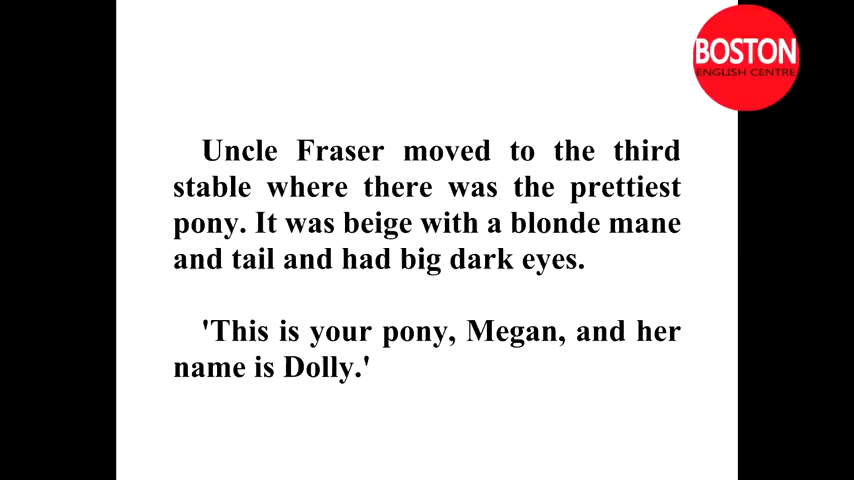 BOSTON
ENGLISH CENTRE
Uncle Fraser moved to the third
stable where there was the prettiest
pony. It was beige with a blonde mane
and tail and had big dark eyes.
'This is your pony, Megan, and her
name is Dolly.'